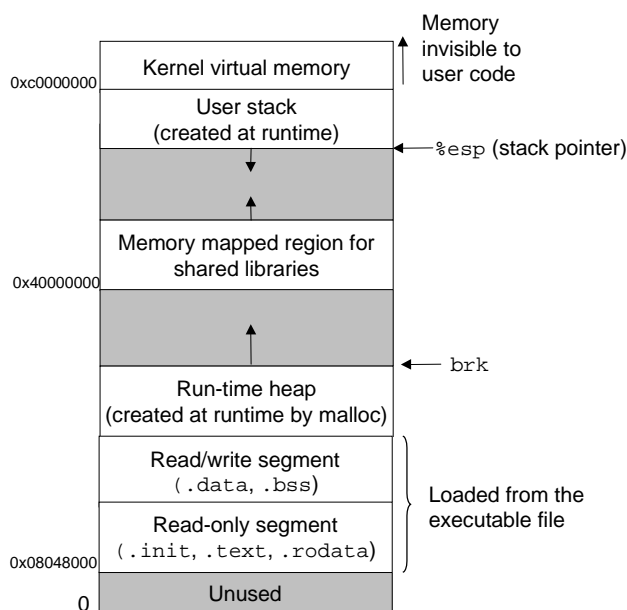 Memory
invisible to
user code
Kernel virtual memory
0xc0000000
User stack
(created at runtime)
%esp (stack pointer)
Memory mapped region for
shared libraries
0x40000000
brk
Run-time heap
(created at runtime by malloc)
Read/write segment
(.data, .bss)
Loaded from the
executable file
Read-only segment
(.init, .text, .rodata)
0x08048000
Unused
0